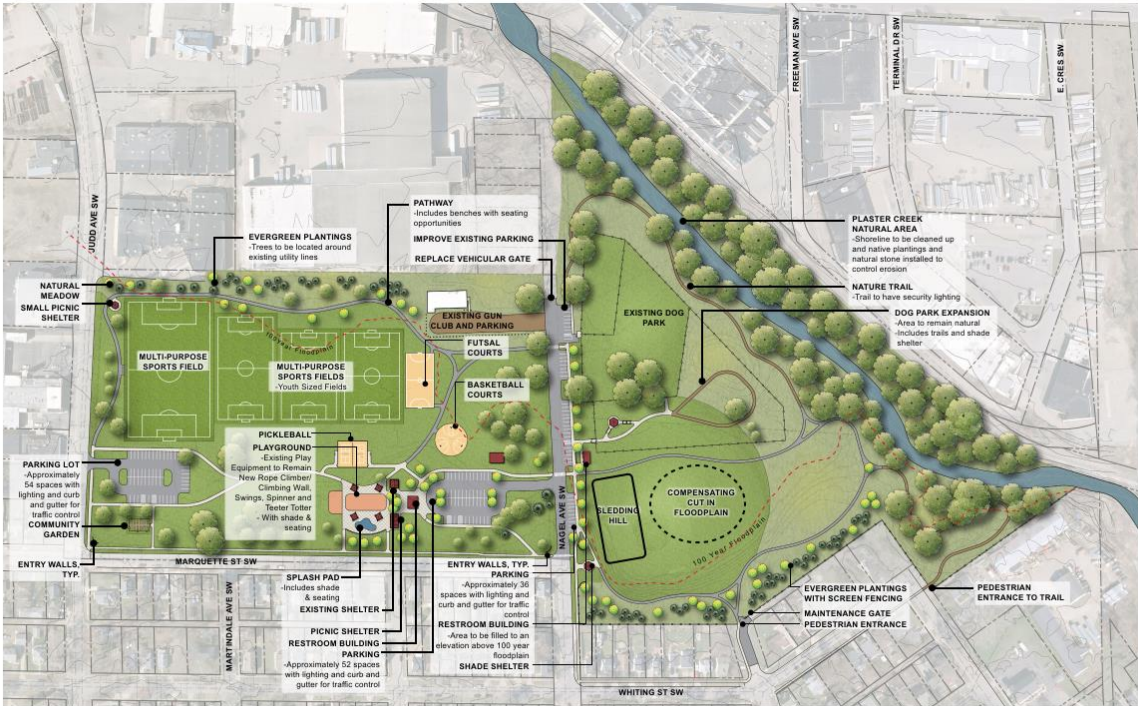 JUDD AVE SW
FREEMAN AVE SW
TERMINAL DR SW
E. CRES SW
EVERGREEN PLANTINGS
-Trees to be located around
existing utility lines
PATHWAY
-Includes benches with seating
opportunities
IMPROVE EXISTING PARKING
REPLACE VEHICULAR GATE
PLASTER CREEK
NATURAL AREA
-Shoreline to be cleaned up
and native plantings and
natural stone installed to
control erosion
NATURE TRAIL
-Trail to have security lighting
DOG PARK EXPANSION
-Area to remain natural
-Includes trails and shade
shelter
NATURAL
MEADOW
SMALL PICNIC
SHELTER
100 Year Floodplain
EXISTING GUN
CLUB AND PARKING
EXISTING DOG
PARK
FUTSAL
COURTS
MULTI-PURPOSE
SPORTS FIELD
MULTI-PURPOSE
SPORTS FIELDS
-Youth Sized Fields
BASKETBALL
COURTS
PICKLEBALL
PLAYGROUND
-Existing Play
Equipment to Remain
New Rope Climber/
Climbing Wall,
Swings, Spinner and
Teeter Totter
- With shade &
seating
PARKING LOT
-Approximately
54 spaces with
lighting and curb
and gutter for
traffic control
COMMUNITY
GARDEN
ENTRY WALLS,
TYP.
MARQUETTE ST SW
MARTINDALE AVE SW
NAGEL AVE SW
SLEDDING
HILL
COMPENSATING
CUT IN
FLOODPLAIN
100 Year Floodplain
SPLASH PAD
-Includes shade
& seating
EXISTING SHELTER
PICNIC SHELTER
RESTROOM BUILDING
PARKING
-Approximately 52 spaces
with lighting and curb and
gutter for traffic control
ENTRY WALLS, TYP.
PARKING
-Approximately 36
spaces with lighting and
curb and gutter for traffic
control
RESTROOM BUILDING
-Area to be filled to an
elevation above 100 year
floodplain
SHADE SHELTER
EVERGREEN PLANTINGS
WITH SCREEN FENCING
MAINTENANCE GATE
PEDESTRIAN ENTRANCE
PEDESTRIAN
ENTRANCE TO TRAIL
WHITING ST SW